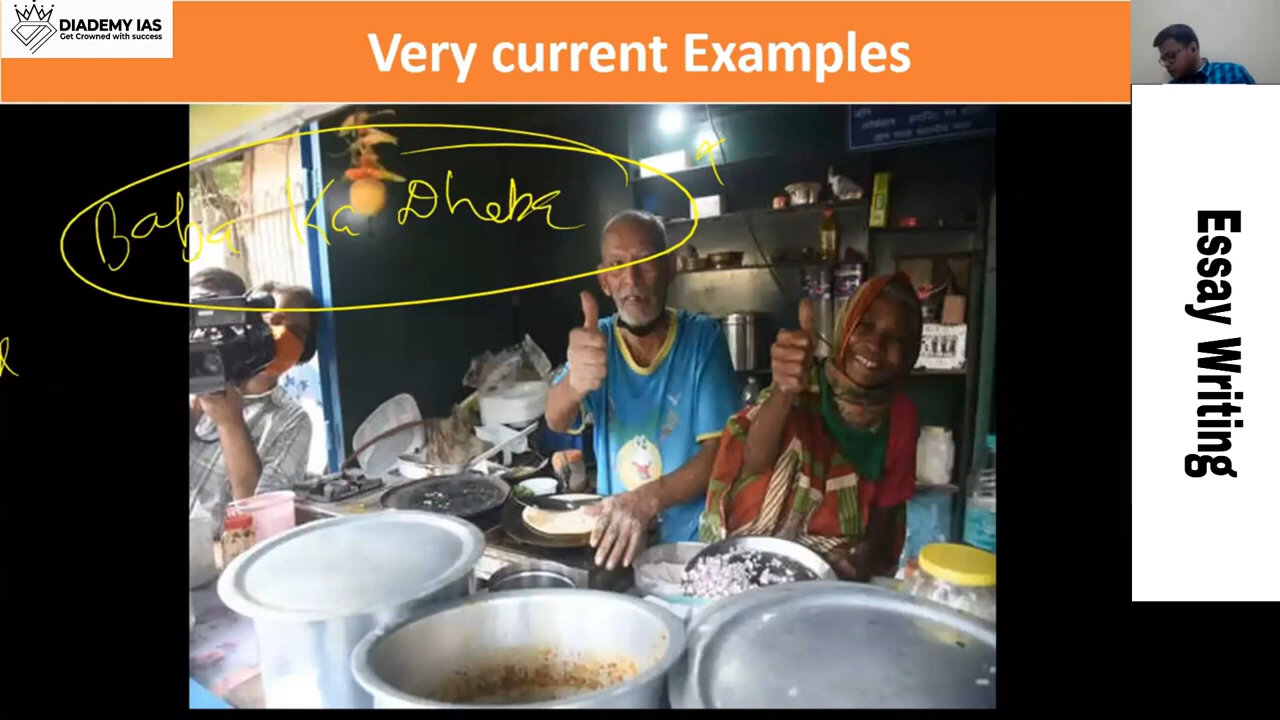 DIADEMY IAS
Get Crowned with success
Very current Examples
Baba Ka Dhaba
Essay Writing